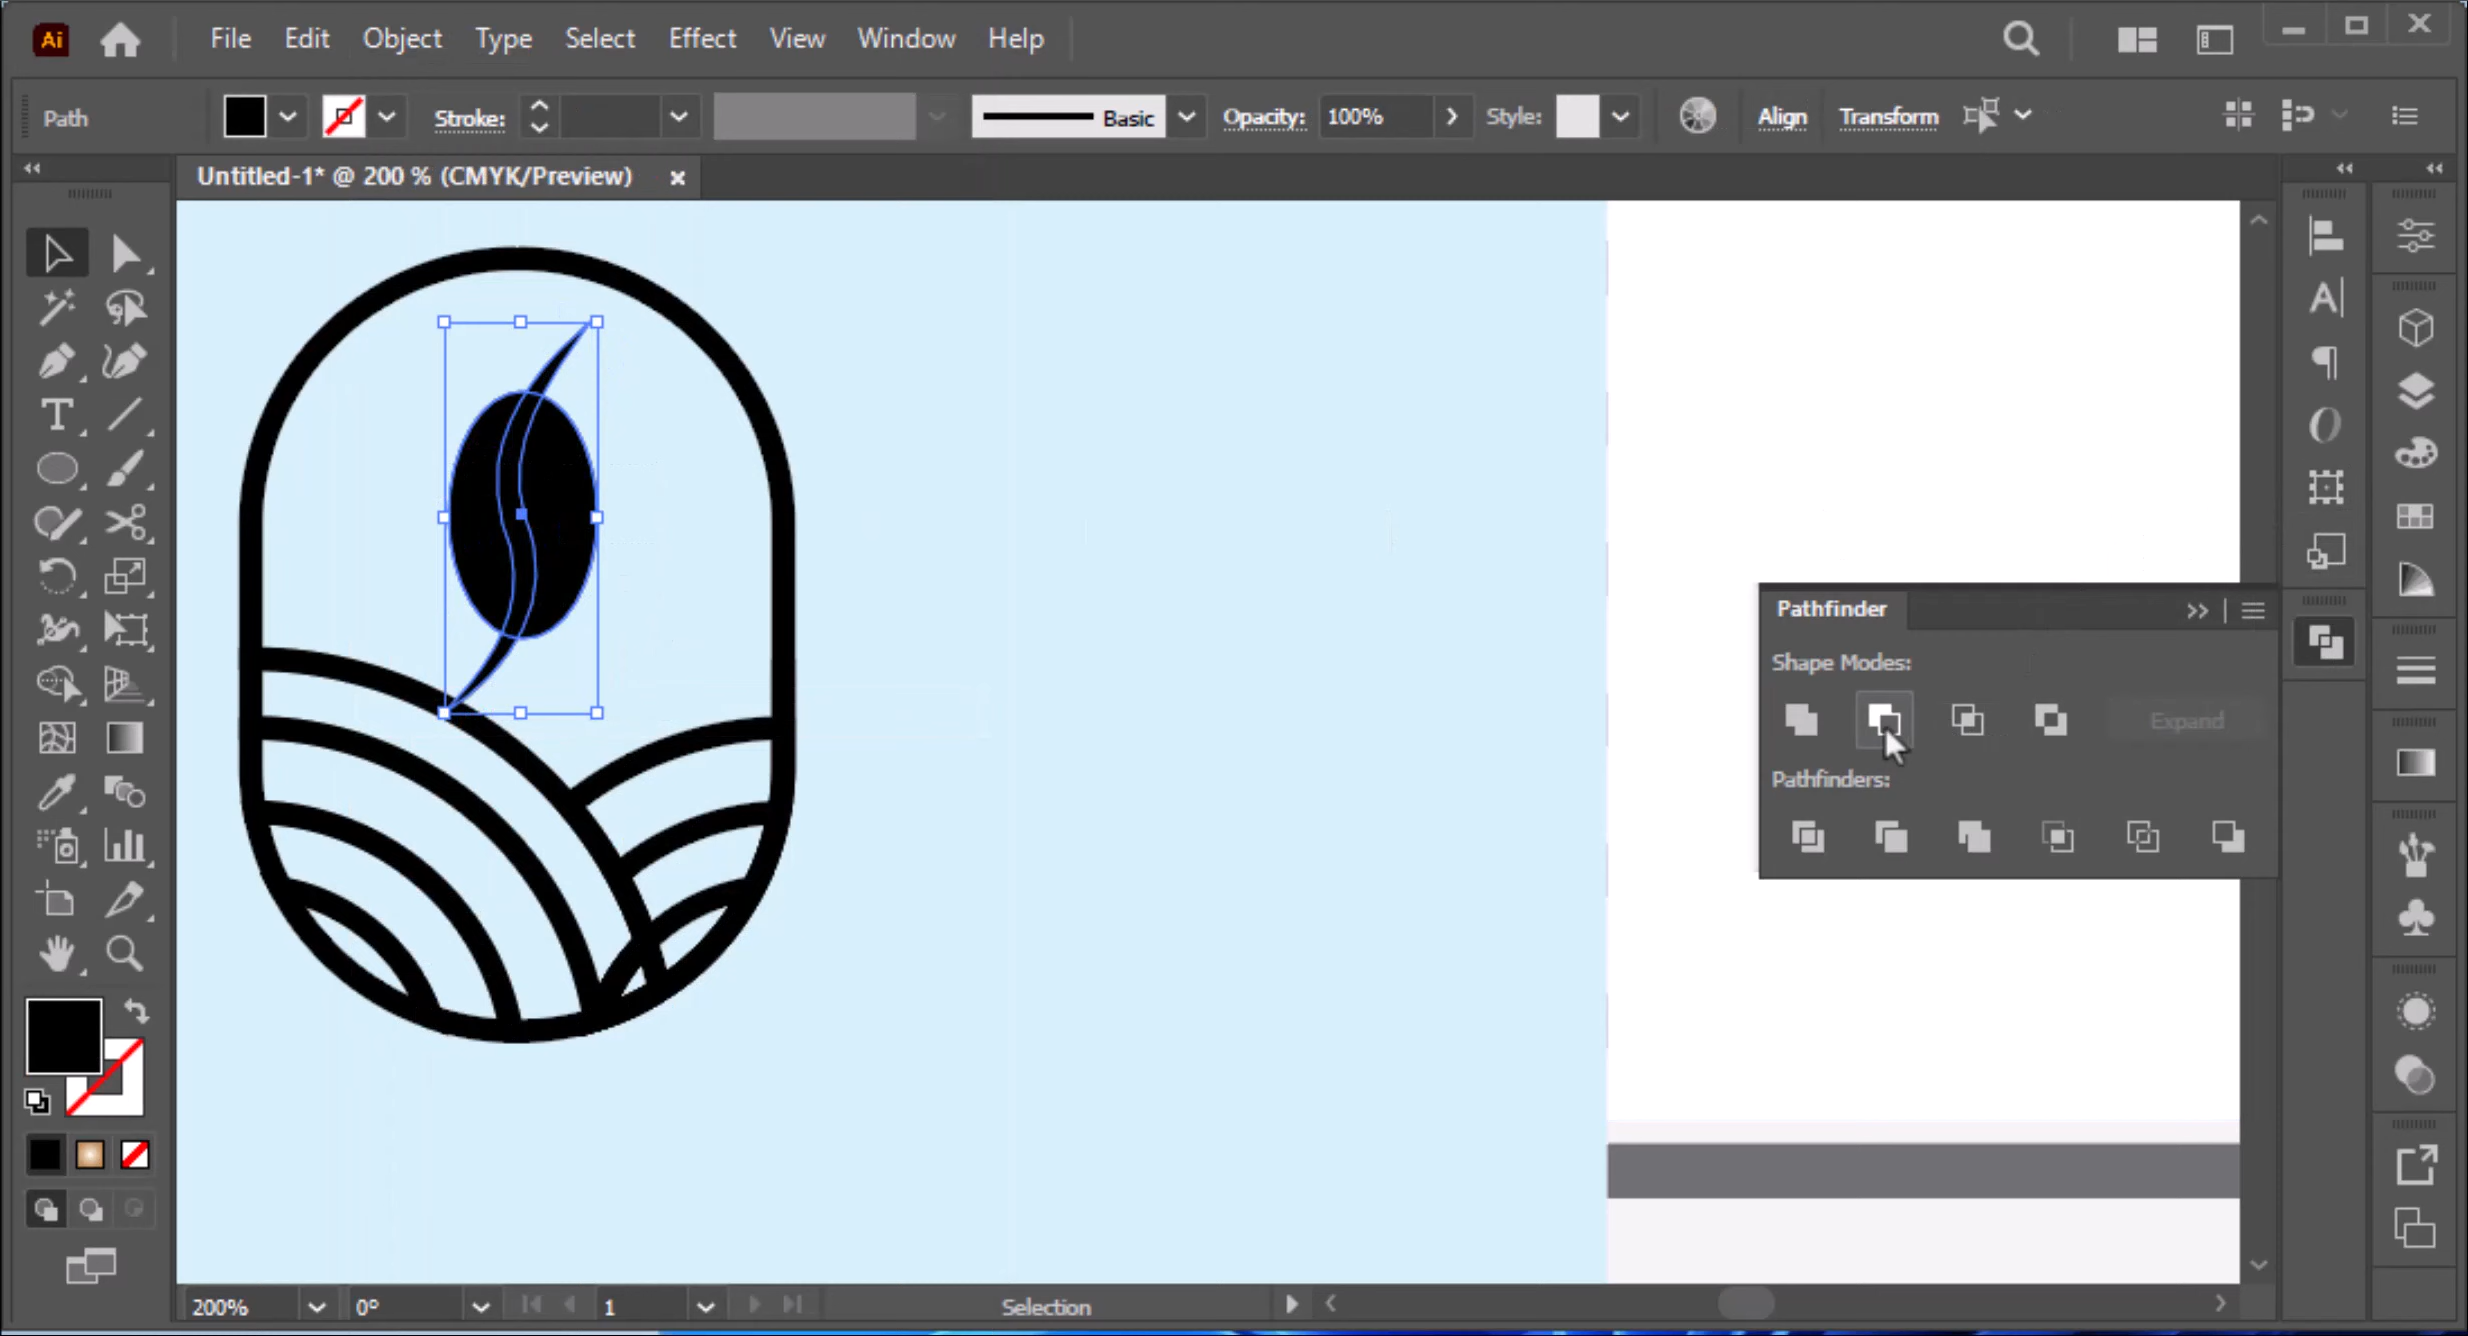 Ai File Edit Object Type Select Effect View Window Help
Path Stroke: Basic Opacity: 100% Style: Align Transform
Untitled-1* @ 200 % (CMYK/Preview)
Pathfinder
Shape Modes:
Expand
Pathfinders:
200% 0° 1 Selection